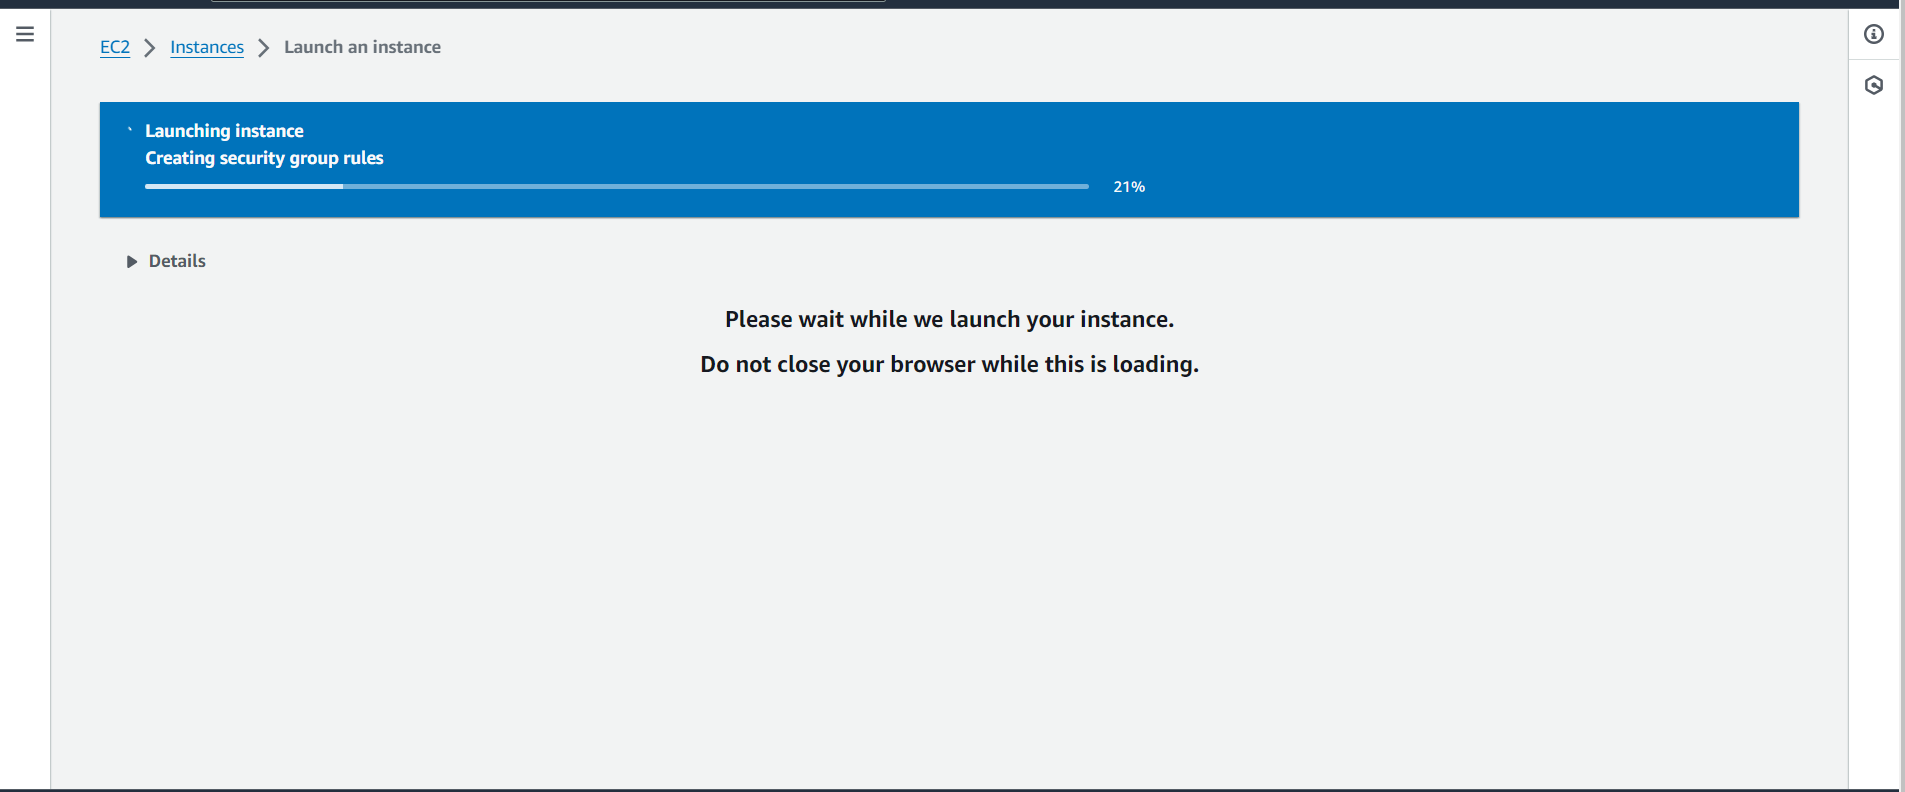 EC2 Instances Launch an instance
Launching instance
Creating security group rules
21%
Details
Please wait while we launch your instance.
Do not close your browser while this is loading.